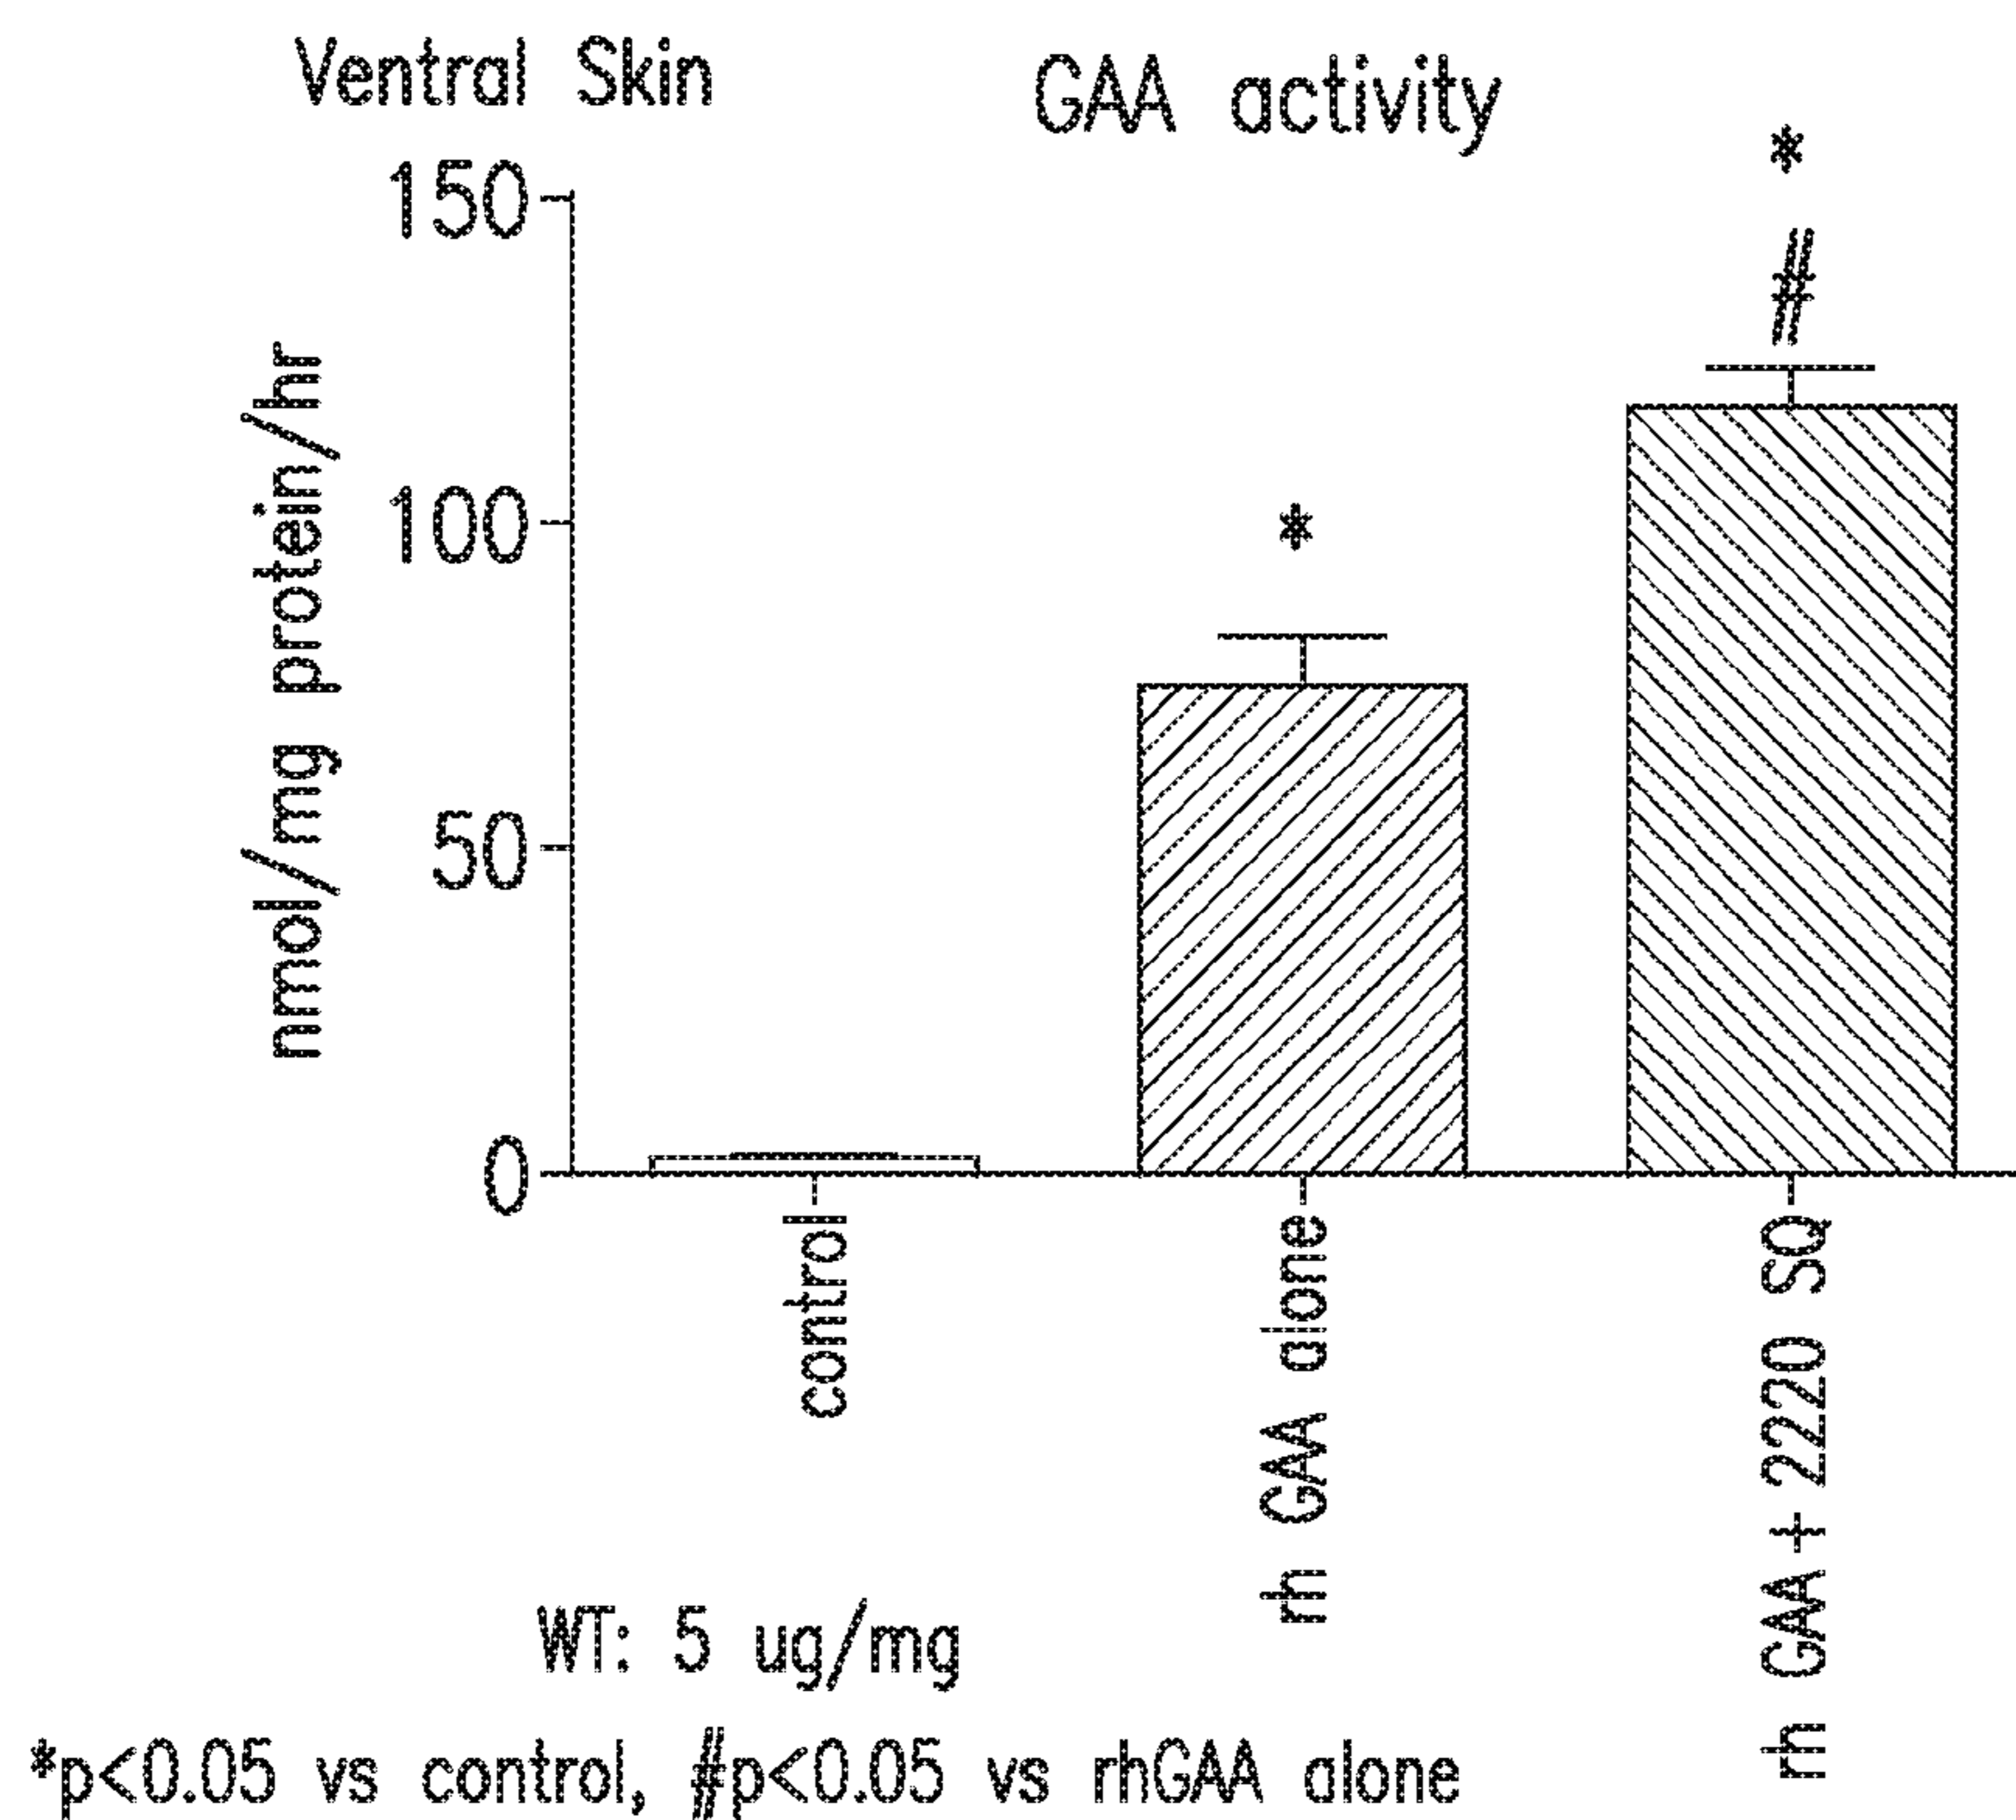 Ventral Skin
GAA activity
*
#
*
150
100
50
0
nmol/mg protein/hr
control
rh GAA alone
rh GAA + 2220 SQ
WT: 5 ug/mg
*p<0.05 vs control, #p<0.05 vs rhGAA alone